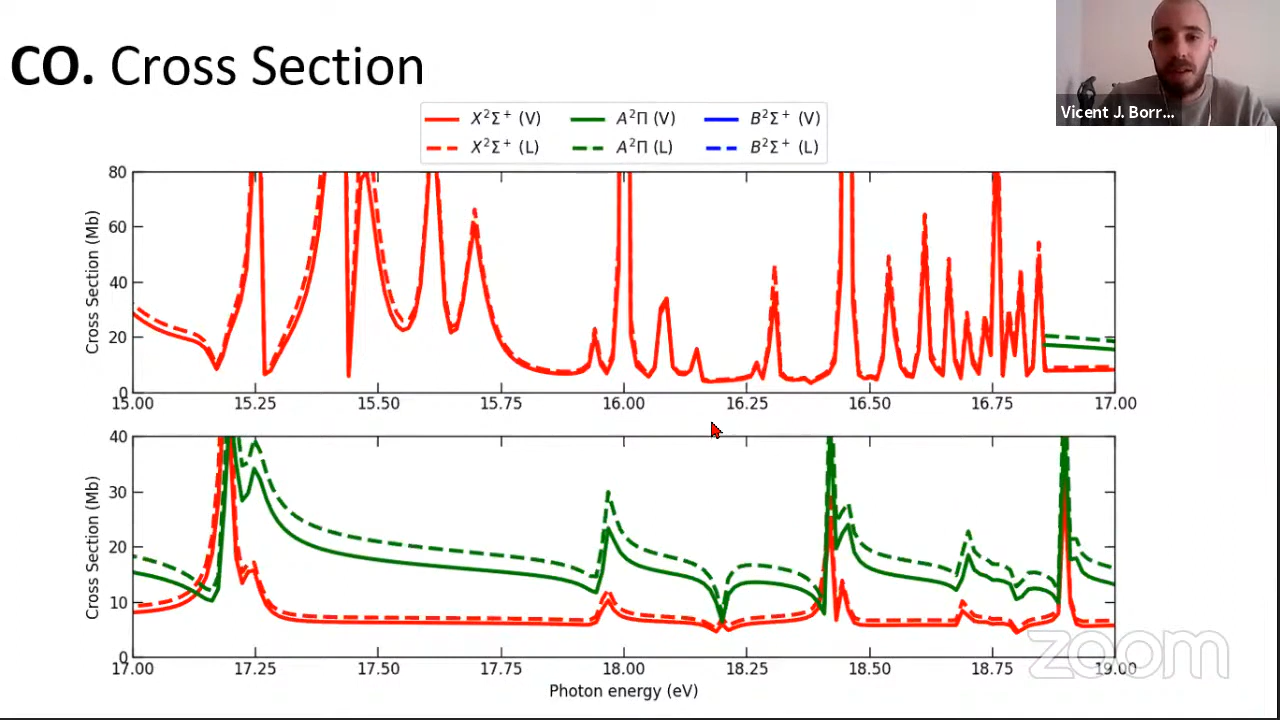 CO. Cross Section
Vicent J. Borr...
X²Σ⁺ (V) A²Π (V) B²Σ⁺ (V)
X²Σ⁺ (L) A²Π (L) B²Σ⁺ (L)
Cross Section (Mb)
80
60
40
20
0
15.00 15.25 15.50 15.75 16.00 16.25 16.50 16.75 17.00
Cross Section (Mb)
40
30
20
10
0
17.00 17.25 17.50 17.75 18.00 18.25 18.50 18.75 19.00
Photon energy (eV)
zoom